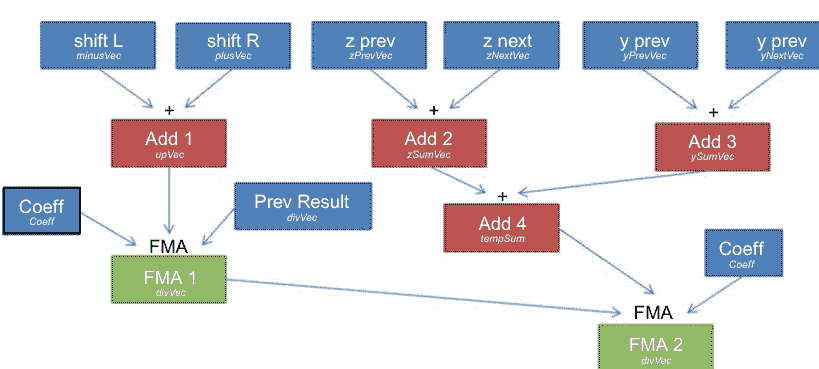 shift L
minusVec
shift R
plusVec
z prev
zPrevVec
z next
zNextVec
y prev
yPrevVec
y prev
yNextVec
+
+
+
Add 1
upVec
Add 2
zSumVec
Add 3
ySumVec
Coeff
Coeff
Prev Result
divVec
+
Add 4
tempSum
FMA
FMA 1
divVec
Coeff
Coeff
FMA
FMA 2
divVec